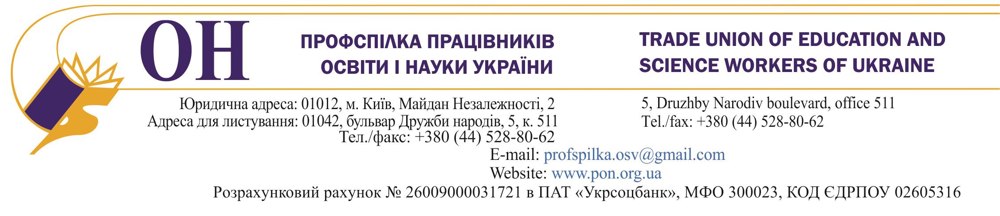 ОН
ПРОФСПІЛКА ПРАЦІВНИКІВ
ОСВІТИ І НАУКИ УКРАЇНИ
TRADE UNION OF EDUCATION AND
SCIENCE WORKERS OF UKRAINE
Юридична адреса: 01012, м. Київ, Майдан Незалежності, 2
Адреса для листування: 01042, бульвар Дружби народів, 5, к. 511
Тел./факс: +380 (44) 528-80-62
5, Druzhby Narodiv boulevard, office 511
Tel./fax: +380 (44) 528-80-62
E-mail: profspilka.osv@gmail.com
Website: www.pon.org.ua
Розрахунковий рахунок № 26009000031721 в ПАТ «Укрсоцбанк», МФО 300023, КОД ЄДРПОУ 02605316